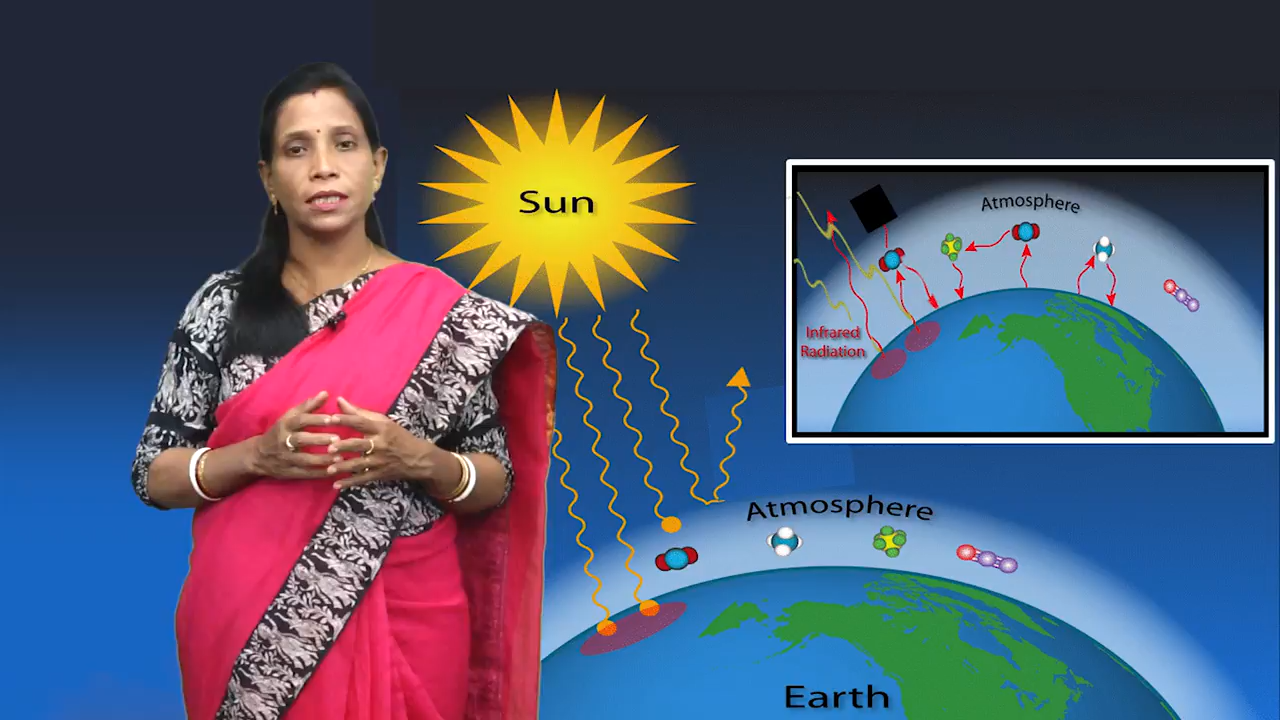 Sun
Atmosphere
Infrared
Radiation
Atmosphere
Earth